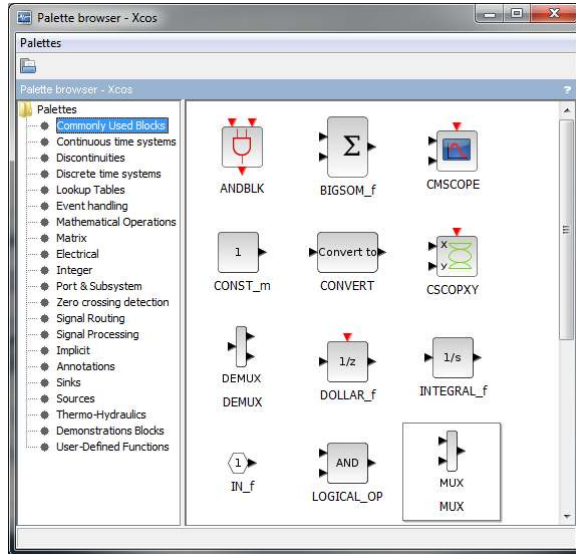 Palette browser - Xcos
Palettes
Palette browser - Xcos
?
Palettes
Commonly Used Blocks
Continuous time systems
Discontinuities
Discrete time systems
Lookup Tables
Event handling
Mathematical Operations
Matrix
Electrical
Integer
Port & Subsystem
Zero crossing detection
Signal Routing
Signal Processing
Implicit
Annotations
Sinks
Sources
Thermo-Hydraulics
Demonstrations Blocks
User-Defined Functions
Σ
ANDBLK
BIGSOM_f
CMSCOPE
1
Convert to
X
y
CONST_m
CONVERT
CSCOPXY
1/z
1/s
DEMUX
DEMUX
DOLLAR_f
INTEGRAL_f
1
AND
MUX
IN_f
LOGICAL_OP
MUX